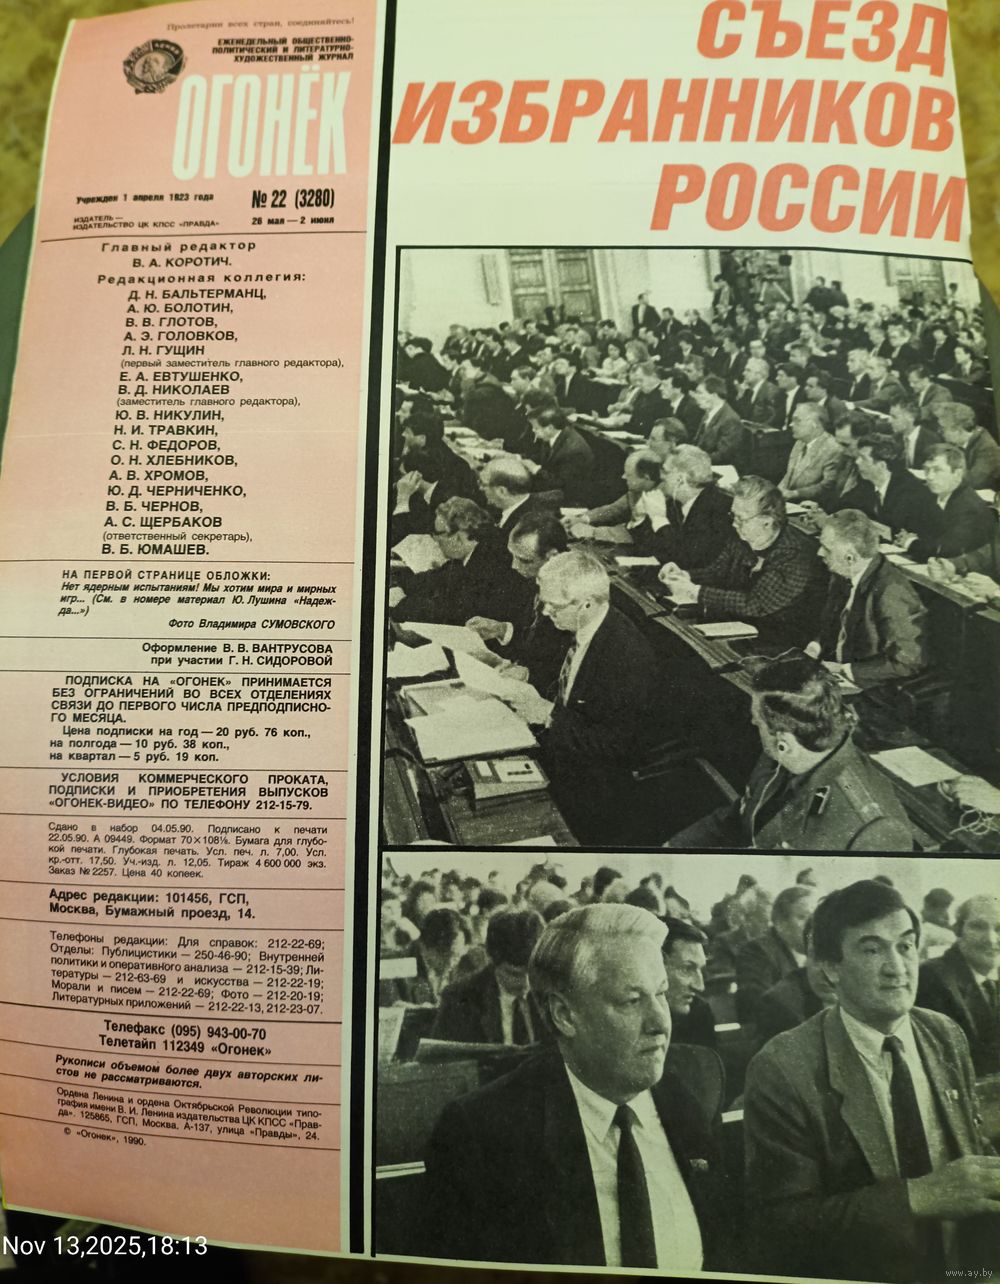 Пролетарии всех стран, соединяйтесь!
ЕЖЕНЕДЕЛЬНЫЙ ОБЩЕСТВЕННО-
ПОЛИТИЧЕСКИЙ И ЛИТЕРАТУРНО-
ХУДОЖЕСТВЕННЫЙ ЖУРНАЛ
ОГОНЁК
Учрежден 1 апреля 1923 года
№ 22 (3280)
ИЗДАТЕЛЬ —
ИЗДАТЕЛЬСТВО ЦК КПСС «ПРАВДА»
26 мая — 2 июня
Главный редактор
В. А. КОРОТИЧ.
Редакционная коллегия:
Д. Н. БАЛЬТЕРМАНЦ,
А. Ю. БОЛОТИН,
В. В. ГЛОТОВ,
А. Э. ГОЛОВКОВ,
Л. Н. ГУЩИН
(первый заместитель главного редактора),
Е. А. ЕВТУШЕНКО,
В. Д. НИКОЛАЕВ
(заместитель главного редактора),
Ю. В. НИКУЛИН,
Н. И. ТРАВКИН,
С. Н. ФЕДОРОВ,
О. Н. ХЛЕБНИКОВ,
А. В. ХРОМОВ,
Ю. Д. ЧЕРНИЧЕНКО,
В. Б. ЧЕРНОВ,
А. С. ЩЕРБАКОВ
(ответственный секретарь),
В. Б. ЮМАШЕВ.
НА ПЕРВОЙ СТРАНИЦЕ ОБЛОЖКИ:
Нет ядерным испытаниям! Мы хотим мира и мирных
игр... (См. в номере материал Ю. Лушина «Надеж-
да...»)
Фото Владимира СУМОВСКОГО
Оформление В. В. ВАНТРУСОВА
при участии Г. Н. СИДОРОВОЙ
ПОДПИСКА НА «ОГОНЕК» ПРИНИМАЕТСЯ
БЕЗ ОГРАНИЧЕНИЙ ВО ВСЕХ ОТДЕЛЕНИЯХ
СВЯЗИ ДО ПЕРВОГО ЧИСЛА ПРЕДПОДПИСНО-
ГО МЕСЯЦА.
Цена подписки на год — 20 руб. 76 коп.,
на полгода — 10 руб. 38 коп.,
на квартал — 5 руб. 19 коп.
УСЛОВИЯ КОММЕРЧЕСКОГО ПРОКАТА,
ПОДПИСКИ И ПРИОБРЕТЕНИЯ ВЫПУСКОВ
«ОГОНЕК-ВИДЕО» ПО ТЕЛЕФОНУ 212-15-79.
Сдано в набор 04.05.90. Подписано к печати
22.05.90. А 09449. Формат 70×108⅛. Бумага для глубо-
кой печати. Глубокая печать. Усл. печ. л. 7,00. Усл.
кр.-отт. 17,50. Уч.-изд. л. 12,05. Тираж 4 600 000 экз.
Заказ № 2257. Цена 40 копеек.
Адрес редакции: 101456, ГСП,
Москва, Бумажный проезд, 14.
Телефоны редакции: Для справок: 212-22-69;
Отделы: Публицистики — 250-46-90; Внутренней
политики и оперативного анализа — 212-15-39; Ли-
тературы — 212-63-69 и искусства — 212-22-19;
Морали и писем — 212-22-69; Фото — 212-20-19;
Литературных приложений — 212-22-13, 212-23-07.
Телефакс (095) 943-00-70
Телетайп 112349 «Огонек»
Рукописи объемом более двух авторских ли-
стов не рассматриваются.
Ордена Ленина и ордена Октябрьской Революции типо-
графия имени В. И. Ленина издательства ЦК КПСС «Прав-
да». 125865, ГСП, Москва, А-137, улица «Правды», 24.
© «Огонек», 1990.
СЪЕЗД
ИЗБРАННИКОВ
РОССИИ
Nov 13,2025,18:13
www.ay.by